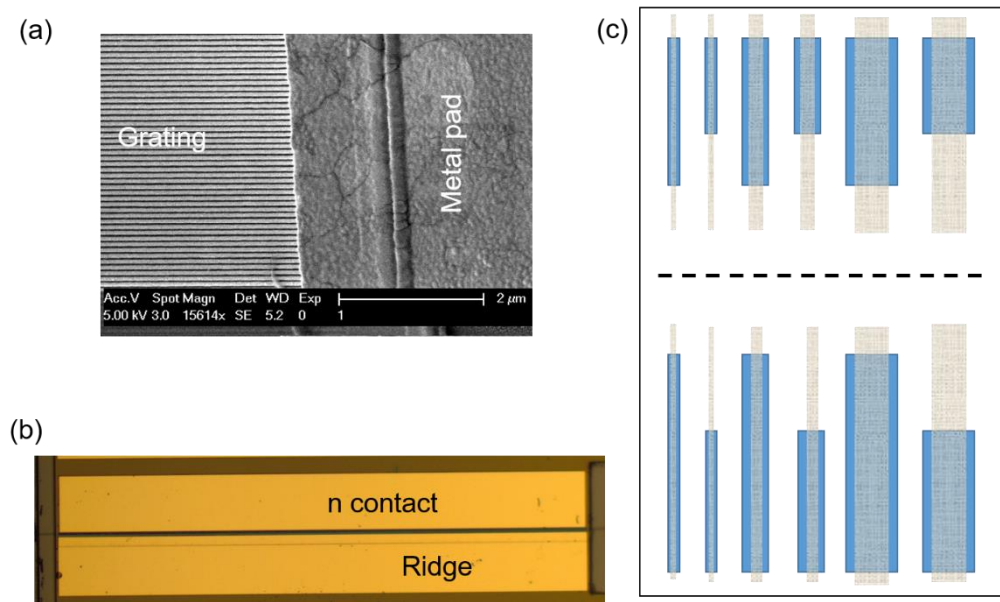 (a)
Grating
Metal pad
Acc.V Spot Magn Det WD Exp
5.00 kV 3.0 15614x SE 5.2 0 1
2 µm
(b)
n contact
Ridge
(c)